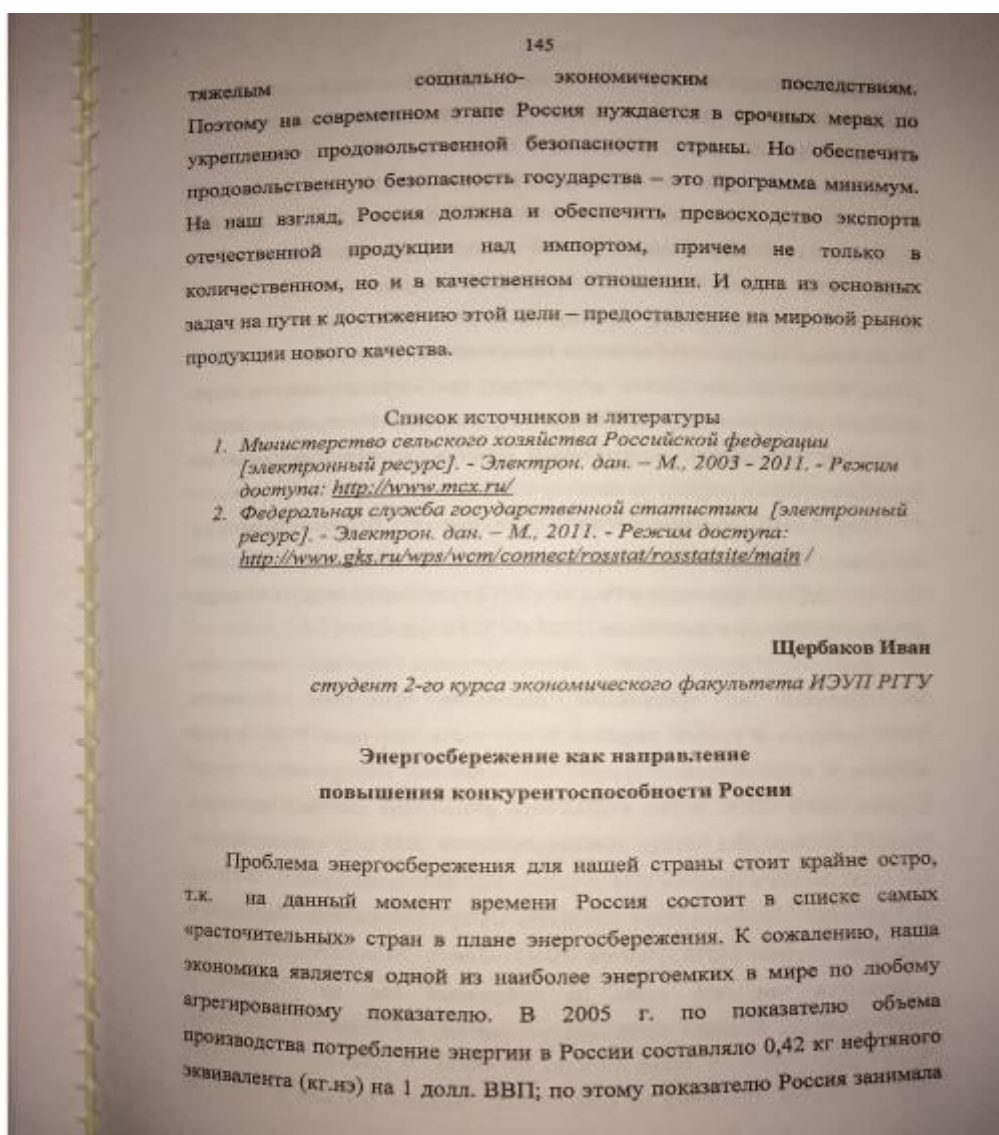 145
тяжелым социально- экономическим последствиям.
Поэтому на современном этапе Россия нуждается в срочных мерах по
укреплению продовольственной безопасности страны. Но обеспечить
продовольственную безопасность государства – это программа минимум.
На наш взгляд, Россия должна и обеспечить превосходство экспорта
отечественной продукции над импортом, причем не только в
количественном, но и в качественном отношении. И одна из основных
задач на пути к достижению этой цели – предоставление на мировой рынок
продукции нового качества.
Список источников и литературы
1. Министерство сельского хозяйства Российской федерации
[электронный ресурс]. - Электрон. дан. – М., 2003 - 2011. - Режим
доступа: http://www.mcx.ru/
2. Федеральная служба государственной статистики [электронный
ресурс]. - Электрон. дан. – М., 2011. - Режим доступа:
http://www.gks.ru/wps/wcm/connect/rosstat/rosstatsite/main /
Щербаков Иван
студент 2-го курса экономического факультета ИЭУП РГГУ
Энергосбережение как направление
повышения конкурентоспособности России
Проблема энергосбережения для нашей страны стоит крайне остро,
т.к. на данный момент времени Россия состоит в списке самых
«расточительных» стран в плане энергосбережения. К сожалению, наша
экономика является одной из наиболее энергоемких в мире по любому
агрегированному показателю. В 2005 г. по показателю объема
производства потребление энергии в России составляло 0,42 кг нефтяного
эквивалента (кг.нэ) на 1 долл. ВВП; по этому показателю Россия занимала